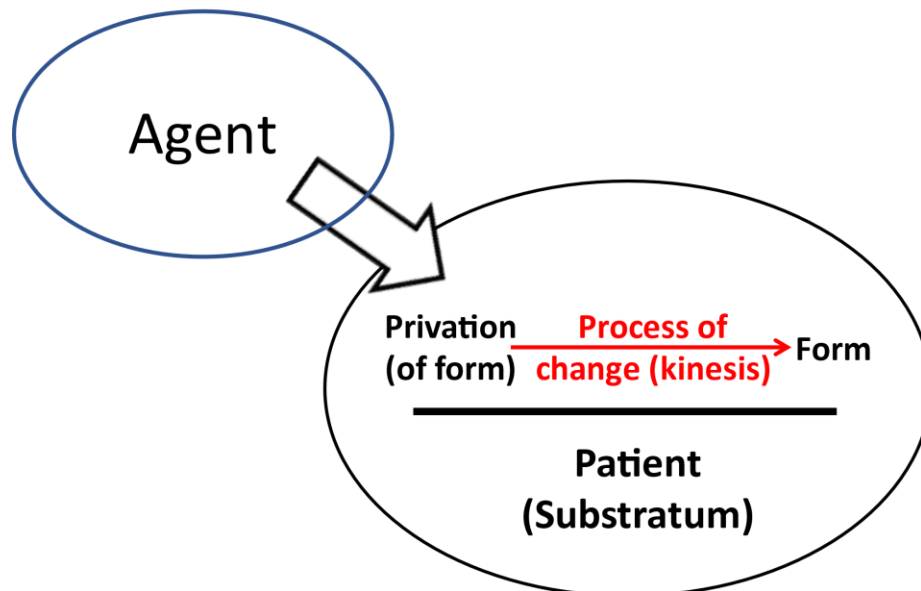 Agent
Privation
(of form)
Process of
change (kinesis)
Form
Patient
(Substratum)